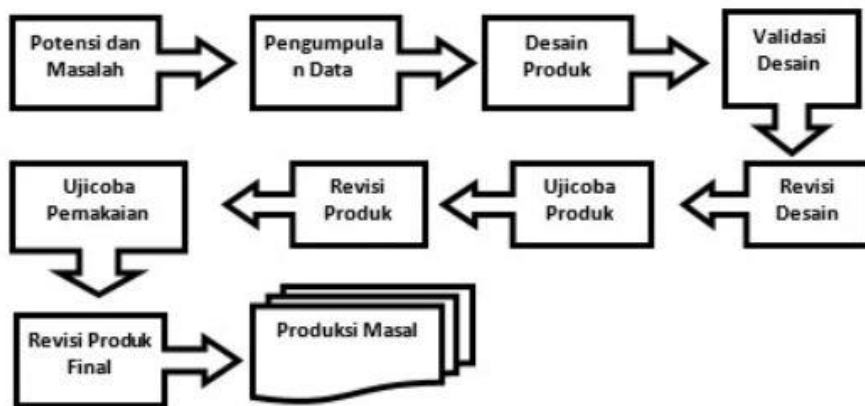 Potensi dan
Masalah
Pengumpula
n Data
Desain
Produk
Validasi
Desain
Revisi
Desain
Ujicoba
Produk
Revisi
Produk
Ujicoba
Pemakaian
Revisi Produk
Final
Produksi Masal